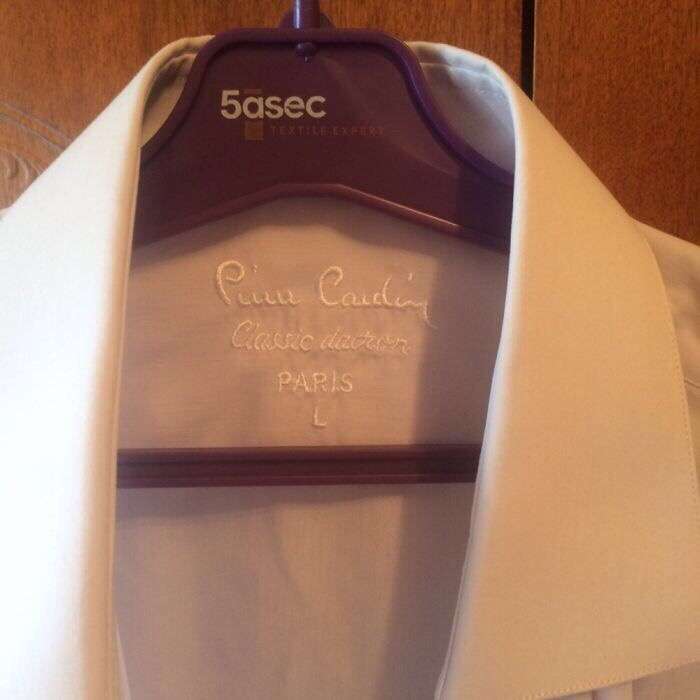 5àsec
TEXTILE EXPERT
Pierre Cardin
Classic dacron
PARIS
L